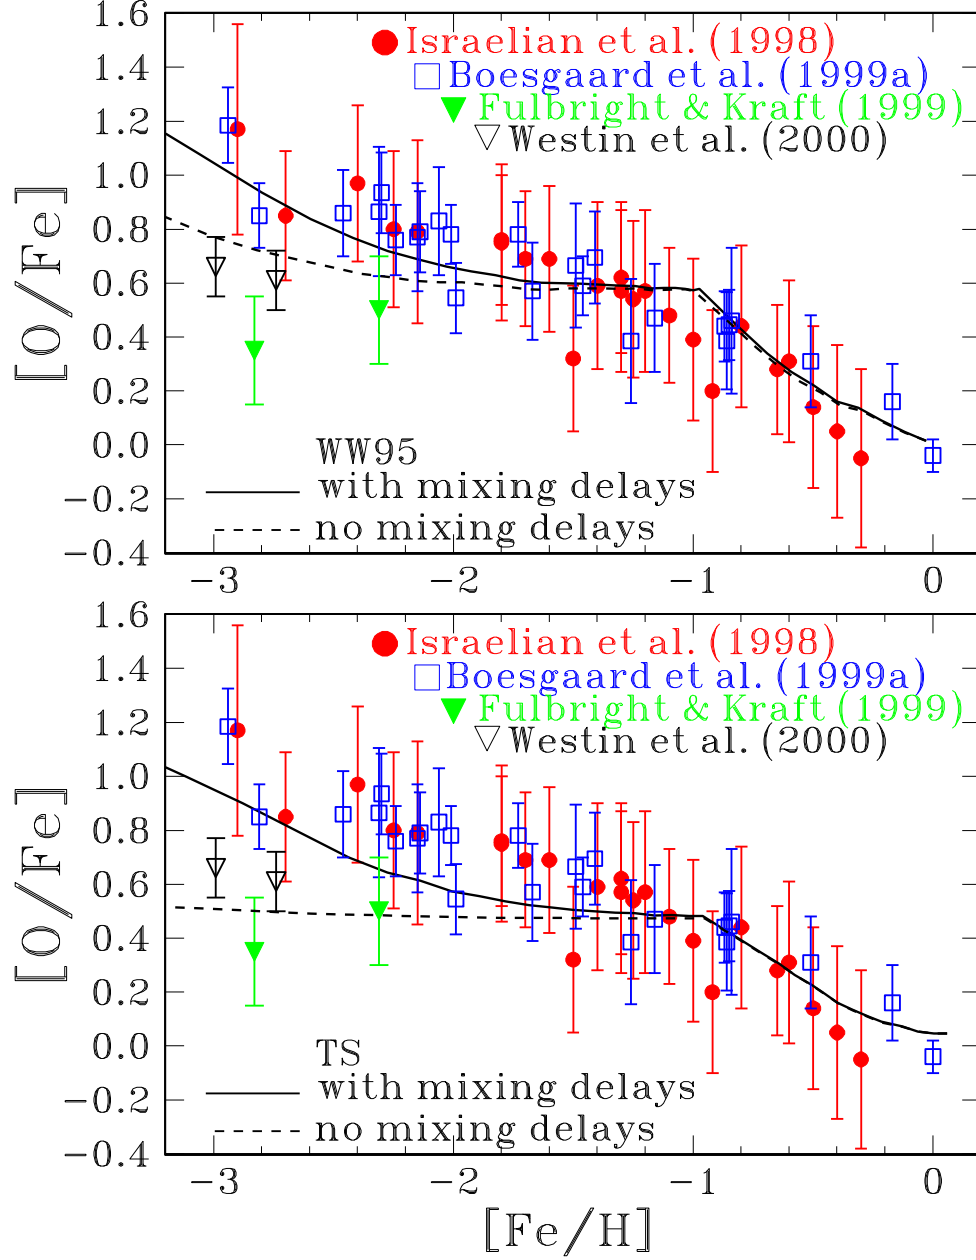 1.6
Israelian et al. (1998)
1.4
Boesgaard et al. (1999a)
Fulbright & Kraft (1999)
1.2
Westin et al. (2000)
1.0
0.8
[O/Fe]
0.6
0.4
0.2
0.0
WW95
with mixing delays
−0.2
no mixing delays
−0.4
−3 −2 −1 0
1.6
Israelian et al. (1998)
1.4
Boesgaard et al. (1999a)
Fulbright & Kraft (1999)
1.2
Westin et al. (2000)
1.0
0.8
[O/Fe]
0.6
0.4
0.2
0.0
TS
with mixing delays
−0.2
no mixing delays
−0.4
−3 −2 −1 0
[Fe/H]